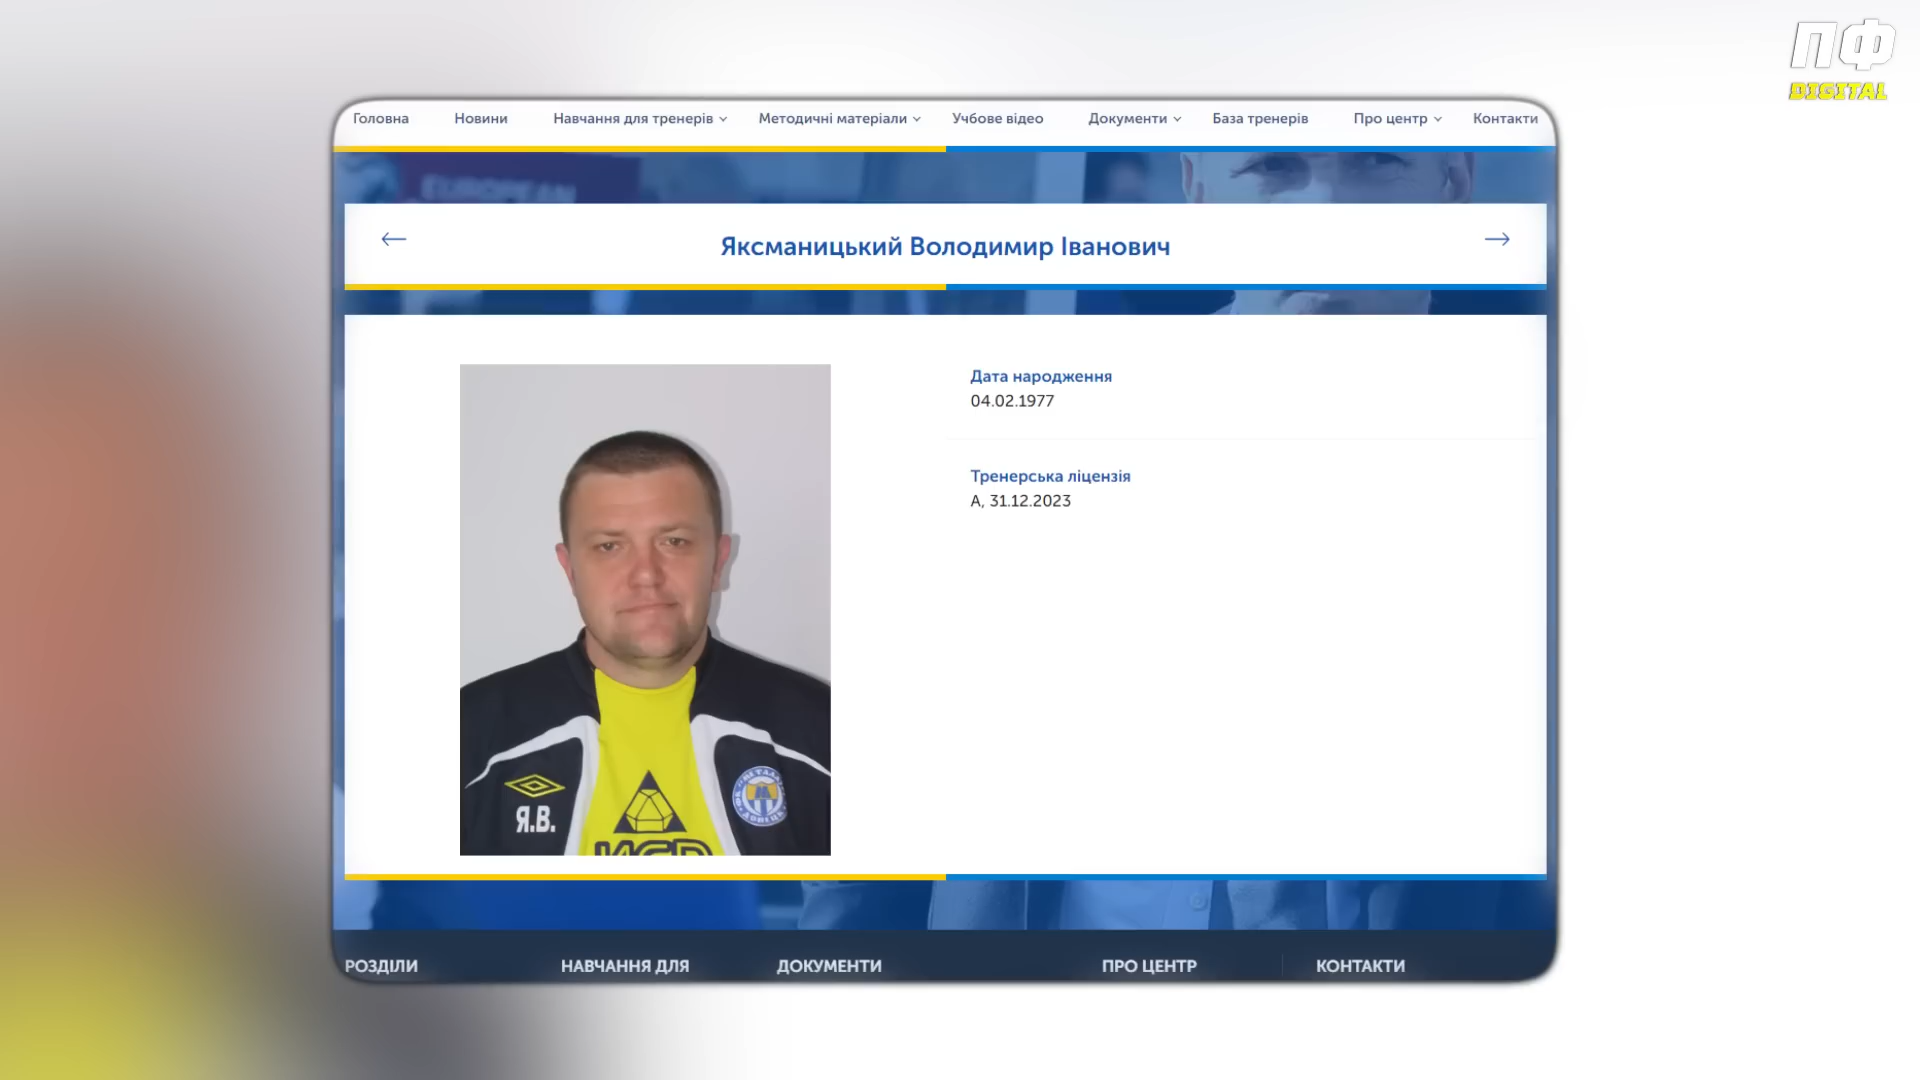 ПФ
DIGITAL
Головна Новини Навчання для тренерів Методичні матеріали Учбове відео Документи База тренерів Про центр Контакти
EUROPEAN
Яксманицький Володимир Іванович
Дата народження
04.02.1977
Тренерська ліцензія
А, 31.12.2023
Я.В.
РОЗДІЛИ НАВЧАННЯ ДЛЯ ДОКУМЕНТИ ПРО ЦЕНТР КОНТАКТИ